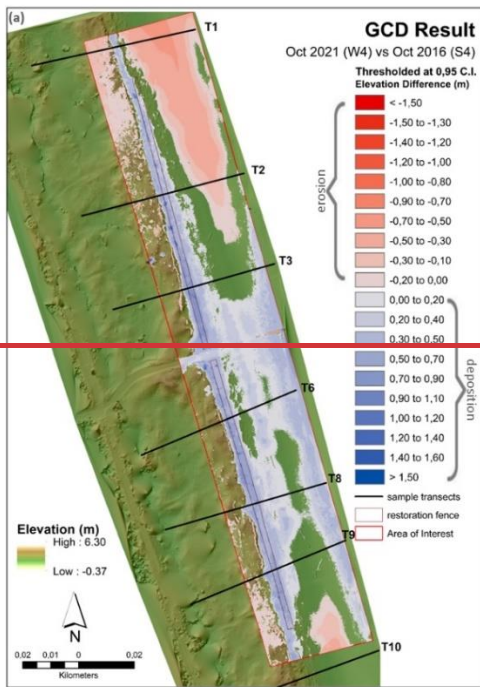 (a)
GCD Result
Oct 2021 (W4) vs Oct 2016 (S4)
Thresholded at 0,95 C.I.
Elevation Difference (m)
< -1,50
-1,50 to -1,30
-1,40 to -1,20
-1,20 to -1,00
-1,00 to -0,80
-0,90 to -0,70
-0,70 to -0,50
-0,50 to -0,30
-0,30 to -0,10
-0,20 to 0,00
0,00 to 0,20
0,20 to 0,40
0,30 to 0,50
0,50 to 0,70
0,70 to 0,90
0,90 to 1,10
1,00 to 1,20
1,20 to 1,40
1,40 to 1,60
> 1,50
erosion
deposition
sample transects
restoration fence
Area of Interest
T1
T2
T3
T6
T8
T9
T10
Elevation (m)
High : 6.30
Low : -0.37
N
0,02 0,01 0 0,02
Kilometers